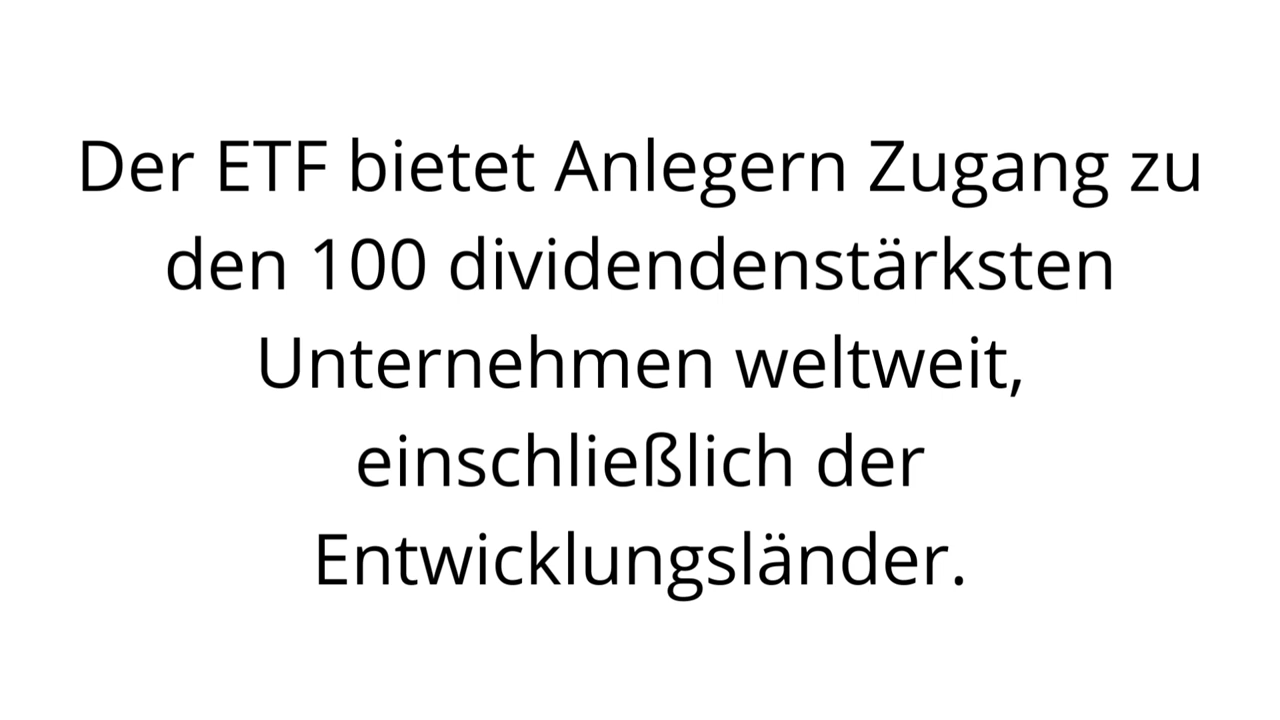 Der ETF bietet Anlegern Zugang zu
den 100 dividendenstärksten
Unternehmen weltweit,
einschließlich der
Entwicklungsländer.